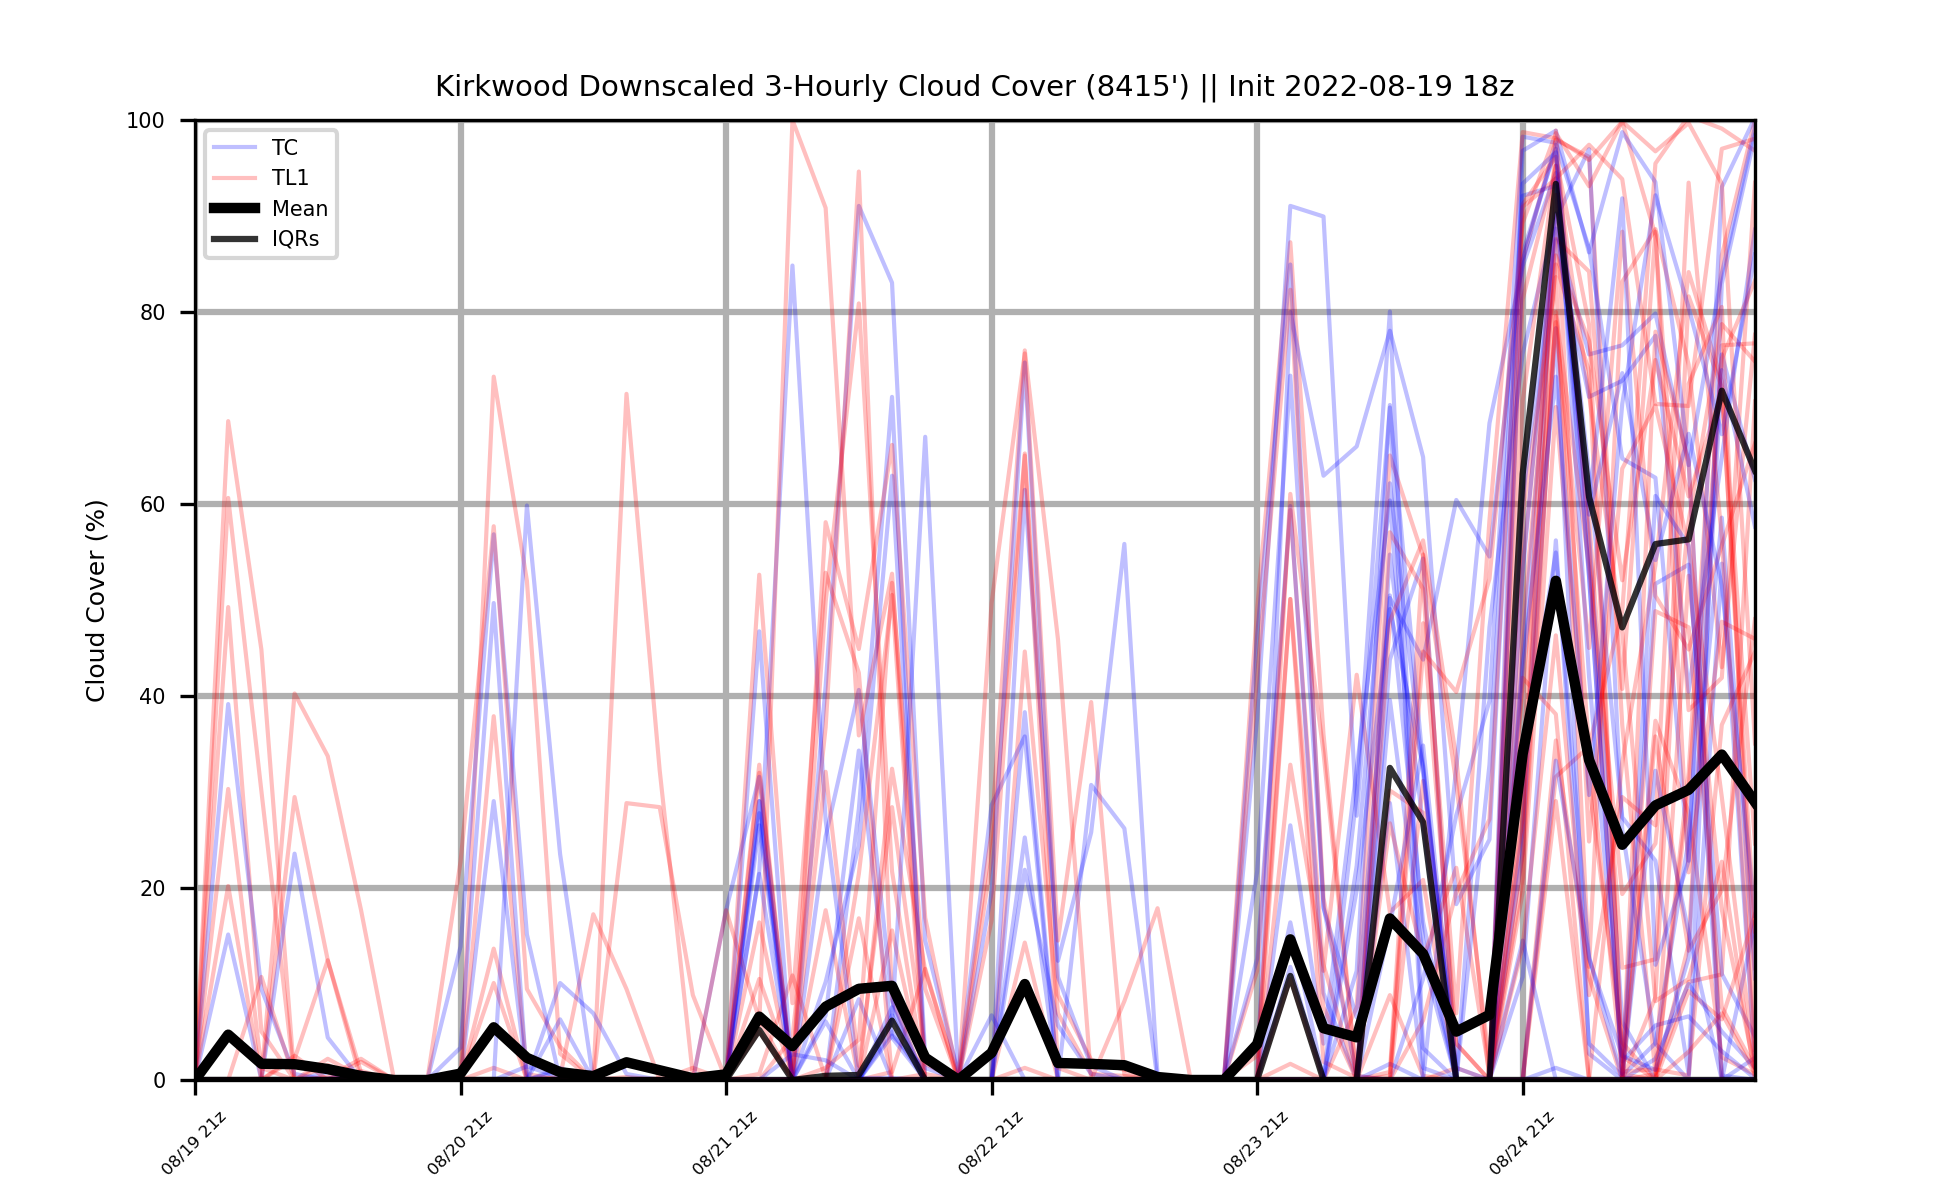 Kirkwood Downscaled 3-Hourly Cloud Cover (8415') || Init 2022-08-19 18z
100
80
60
40
20
0
Cloud Cover (%)
TC
TL1
Mean
IQRs
08/19 21z
08/20 21z
08/21 21z
08/22 21z
08/23 21z
08/24 21z